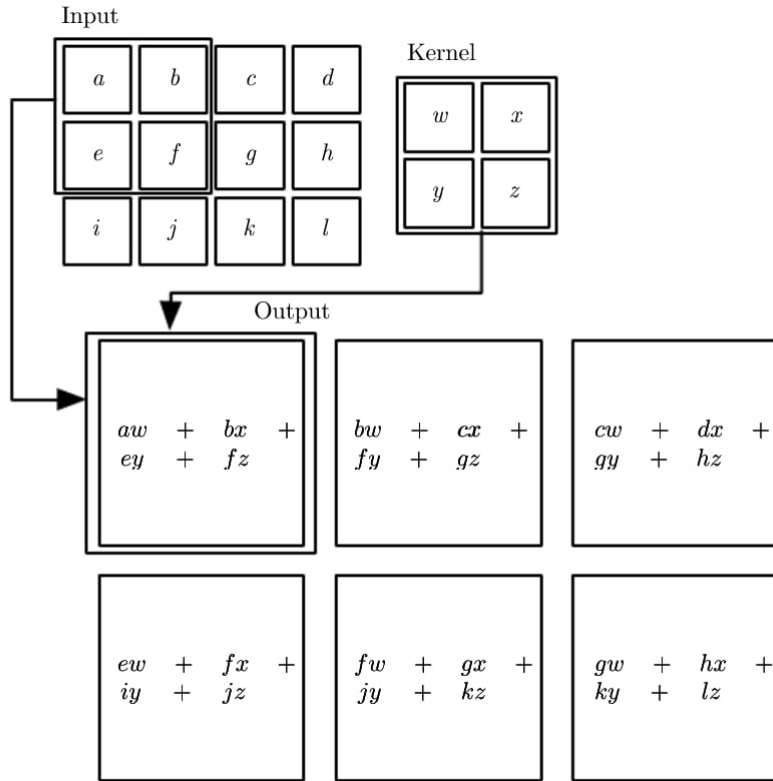 Input
Kernel
a b c d
w x
e f g h
y z
i j k l
Output
aw + bx +
ey + fz
bw + cx +
fy + gz
cw + dx +
gy + hz
ew + fx +
iy + jz
fw + gx +
jy + kz
gw + hx +
ky + lz